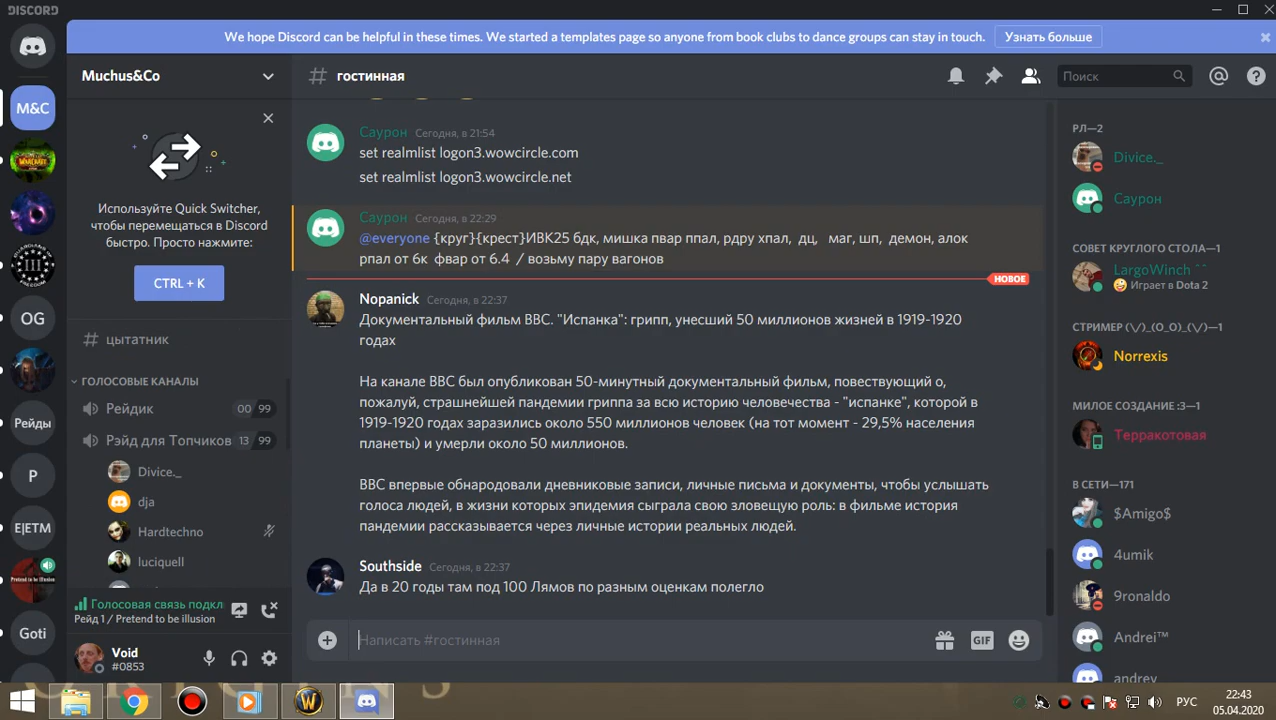 DISCORD
We hope Discord can be helpful in these times. We started a templates page so anyone from book clubs to dance groups can stay in touch.
Узнать больше
M&C
OG
Рейды
P
E|ETM
Pretend to be illusion
Goti
Muchus&Co
Используйте Quick Switcher,
чтобы перемещаться в Discord
быстро. Просто нажмите:
CTRL + K
# цытатник
ГОЛОСОВЫЕ КАНАЛЫ
Рейдик 00 99
Рэйд для Топчиков 13 99
Divice._
dja
Hardtechno
luciquell
Голосовая связь подкл
Рейд 1 / Pretend to be illusion
Void
#0853
# гостинная
Поиск
Саурон Сегодня, в 21:54
set realmlist logon3.wowcircle.com
set realmlist logon3.wowcircle.net
Саурон Сегодня, в 22:29
@everyone {круг}{крест}ИВК25 бдк, мишка пвар ппал, рдру хпал, дц, маг, шп, демон, алок
рпал от 6к фвар от 6.4 / возьму пару вагонов
НОВОЕ
Nopanick Сегодня, в 22:37
Документальный фильм BBC. "Испанка": грипп, унесший 50 миллионов жизней в 1919-1920
годах
На канале BBC был опубликован 50-минутный документальный фильм, повествующий о,
пожалуй, страшнейшей пандемии гриппа за всю историю человечества - "испанке", которой в
1919-1920 годах заразились около 550 миллионов человек (на тот момент - 29,5% населения
планеты) и умерли около 50 миллионов.
BBC впервые обнародовали дневниковые записи, личные письма и документы, чтобы услышать
голоса людей, в жизни которых эпидемия сыграла свою зловещую роль: в фильме история
пандемии рассказывается через личные истории реальных людей.
Southside Сегодня, в 22:37
Да в 20 годы там под 100 Лямов по разным оценкам полегло
Написать #гостинная
GIF
РЛ—2
Divice._
Саурон
СОВЕТ КРУГЛОГО СТОЛА—1
LargoWinch ^^
Играет в Dota 2
СТРИМЕР (\/)_(O_O)_(\/)—1
Norrexis
МИЛОЕ СОЗДАНИЕ :3—1
Терракотовая
В СЕТИ—171
$Amigo$
4umik
9ronaldo
Andrei™
andrey
РУС
22:43
05.04.2020